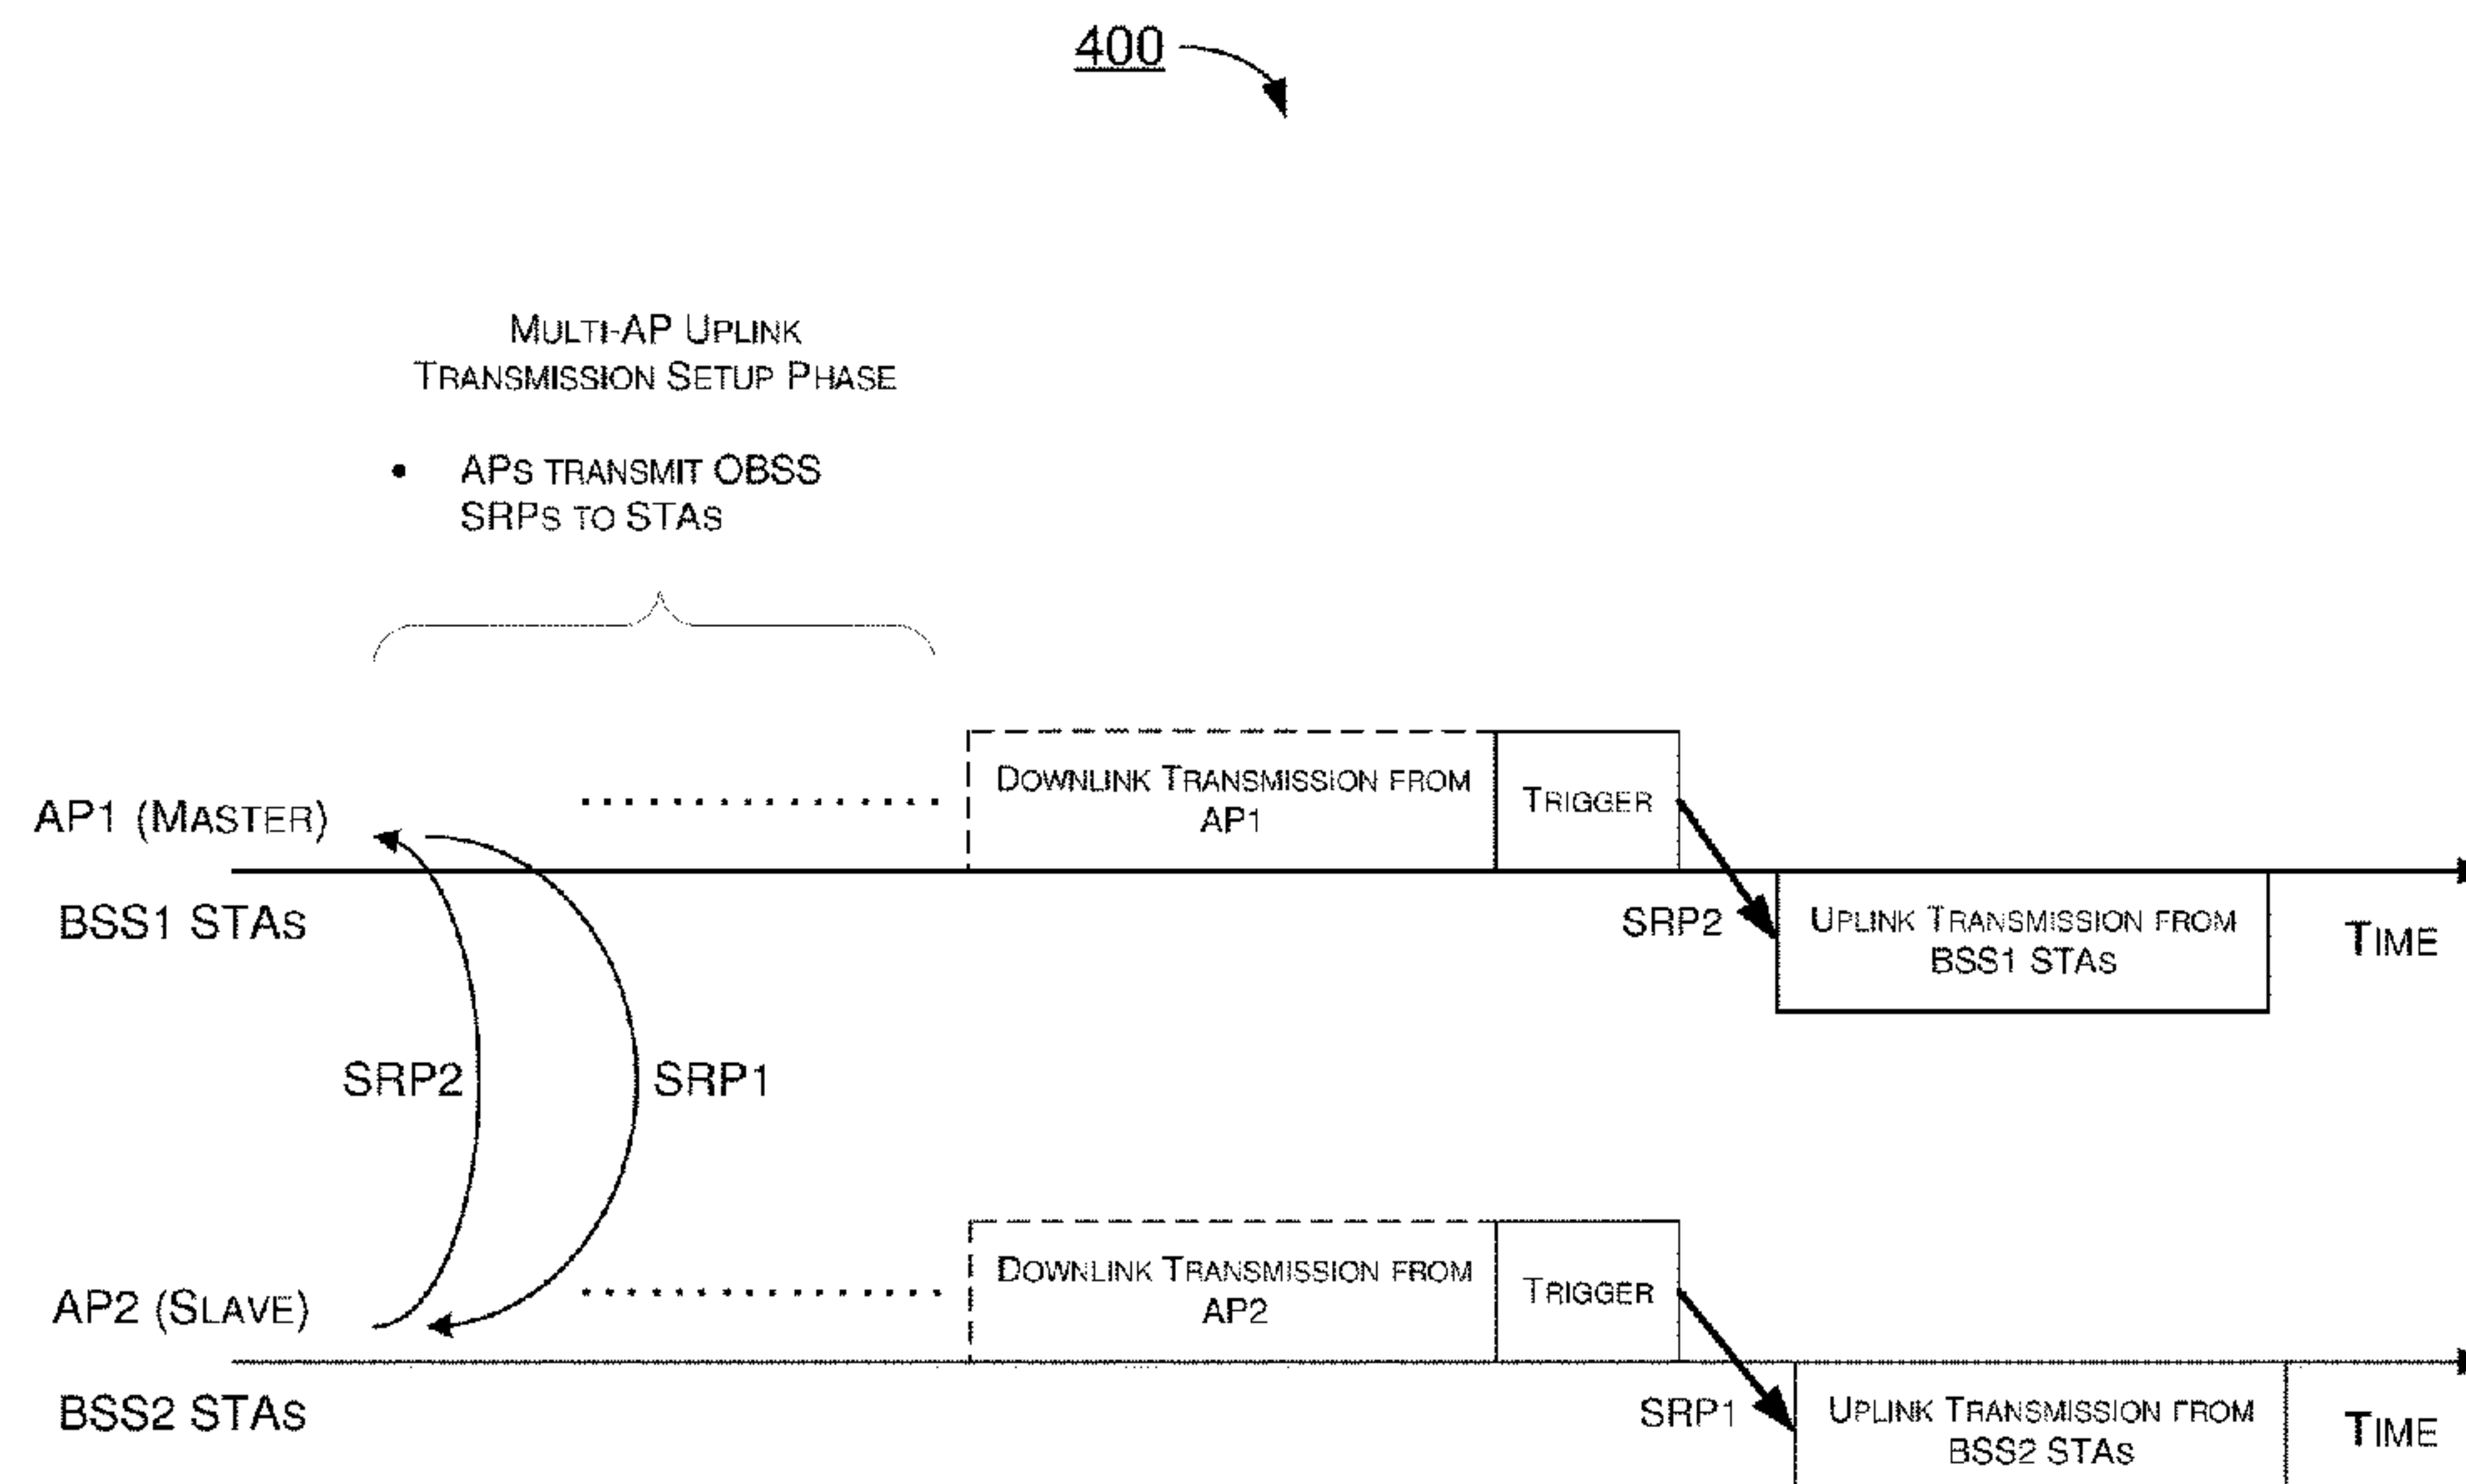 400
MULTI-AP UPLINK
TRANSMISSION SETUP PHASE
• APS TRANSMIT OBSS
SRPS TO STAS
DOWNLINK TRANSMISSION FROM
AP1
TRIGGER
AP1 (MASTER)
BSS1 STAS
SRP2
UPLINK TRANSMISSION FROM
BSS1 STAS
TIME
SRP2
SRP1
DOWNLINK TRANSMISSION FROM
AP2
TRIGGER
AP2 (SLAVE)
BSS2 STAS
SRP1
UPLINK TRANSMISSION FROM
BSS2 STAS
TIME